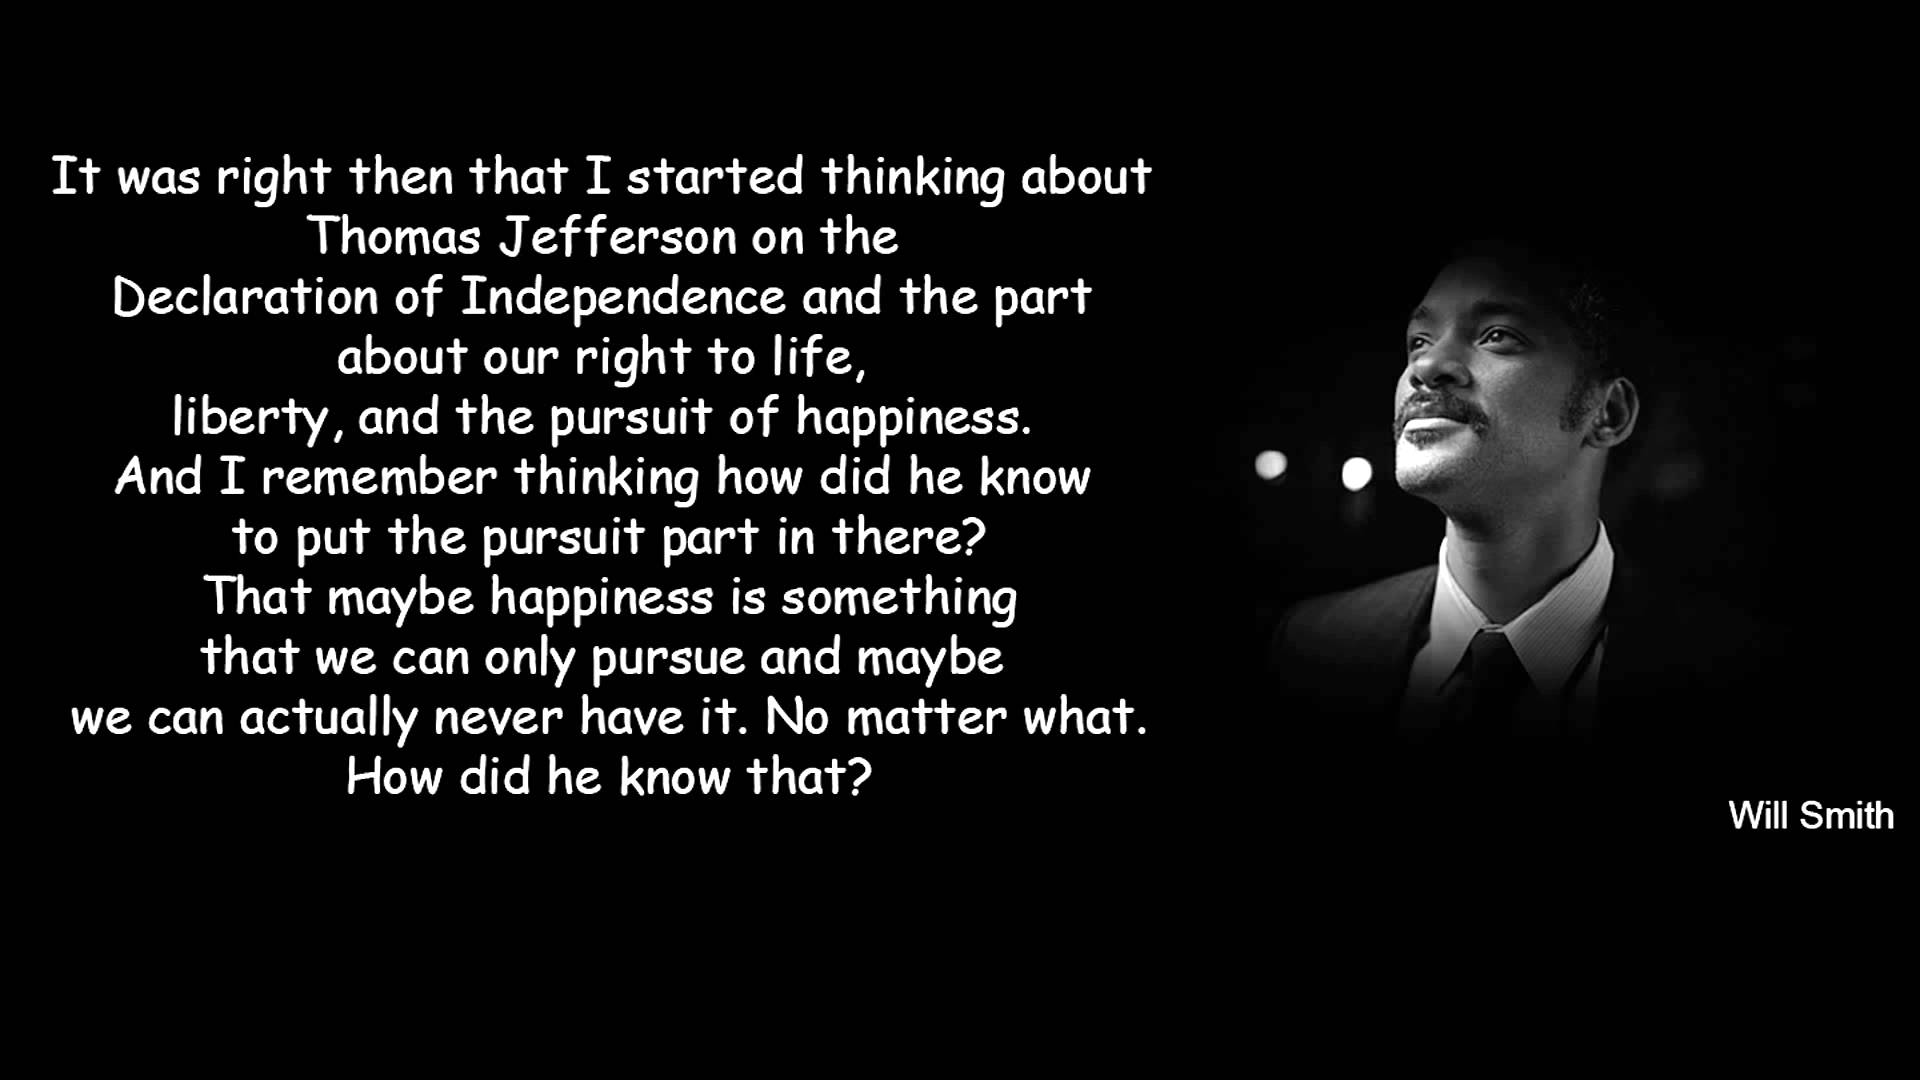 It was right then that I started thinking about
Thomas Jefferson on the
Declaration of Independence and the part
about our right to life,
liberty, and the pursuit of happiness.
And I remember thinking how did he know
to put the pursuit part in there?
That maybe happiness is something
that we can only pursue and maybe
we can actually never have it. No matter what.
How did he know that?
Will Smith